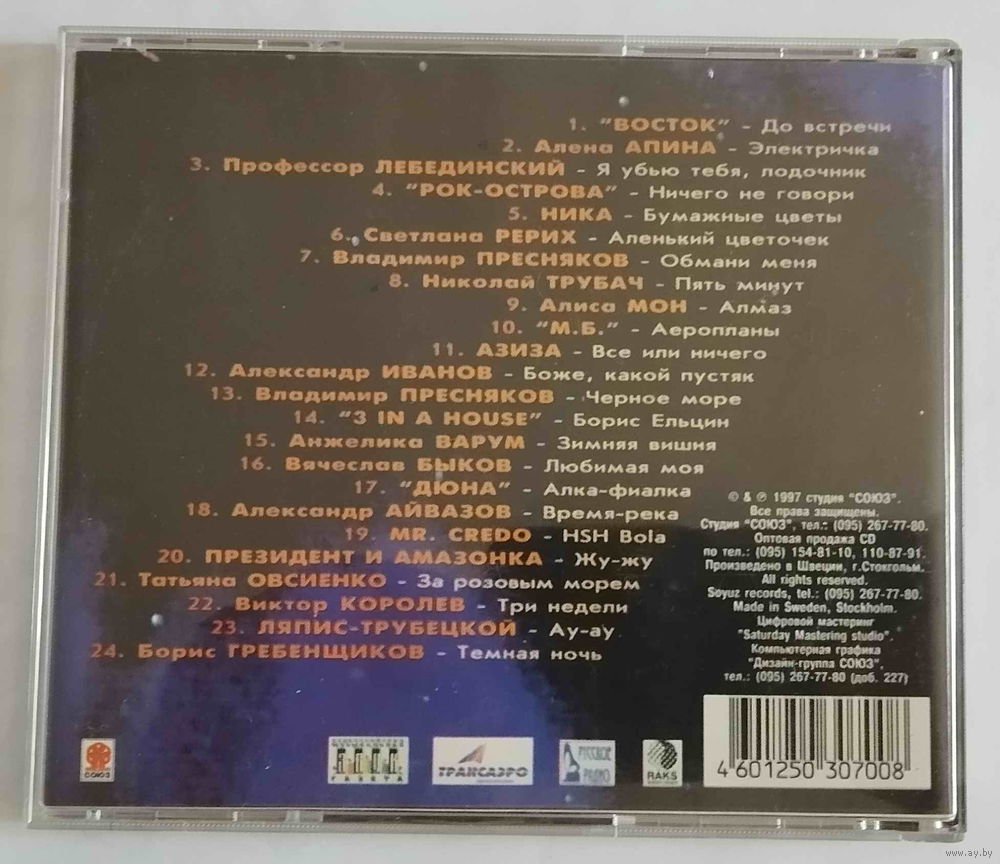 1. "ВОСТОК" - До встречи
2. Алена АПИНА - Электричка
3. Профессор ЛЕБЕДИНСКИЙ - Я убью тебя, лодочник
4. "РОК-ОСТРОВА" - Ничего не говори
5. НИКА - Бумажные цветы
6. Светлана РЕРИХ - Аленький цветочек
7. Владимир ПРЕСНЯКОВ - Обмани меня
8. Николай ТРУБАЧ - Пять минут
9. Алиса МОН - Алмаз
10. "М.Б." - Аеропланы
11. АЗИЗА - Все или ничего
12. Александр ИВАНОВ - Боже, какой пустяк
13. Владимир ПРЕСНЯКОВ - Черное море
14. "3 IN A HOUSE" - Борис Ельцин
15. Анжелика ВАРУМ - Зимняя вишня
16. Вячеслав БЫКОВ - Любимая моя
17. "ДЮНА" - Алка-фиалка
18. Александр АЙВАЗОВ - Время-река
19. MR. CREDO - HSH Bola
20. ПРЕЗИДЕНТ И АМАЗОНКА - Жу-жу
21. Татьяна ОВСИЕНКО - За розовым морем
22. Виктор КОРОЛЕВ - Три недели
23. ЛЯПИС-ТРУБЕЦКОЙ - Ау-ау
24. Борис ГРЕБЕНЩИКОВ - Темная ночь
© & ℗ 1997 студия "СОЮЗ".
Все права защищены.
Студия "СОЮЗ", тел.: (095) 267-77-80.
Оптовая продажа CD
по тел.: (095) 154-81-10, 110-87-91.
Произведено в Швеции, г.Стокгольм.
All rights reserved.
Soyuz records, tel.: (095) 267-77-80.
Made in Sweden, Stockholm.
Цифровой мастеринг
"Saturday Mastering studio".
Компьютерная графика
"Дизайн-группа СОЮЗ",
тел.: (095) 267-77-80 (доб. 227)
СОЮЗ
ГАЗЕТА
ТРАНСАЭРО
РУССКОЕ
РАДИО
RAKS
4 601250 307008
www.ay.by